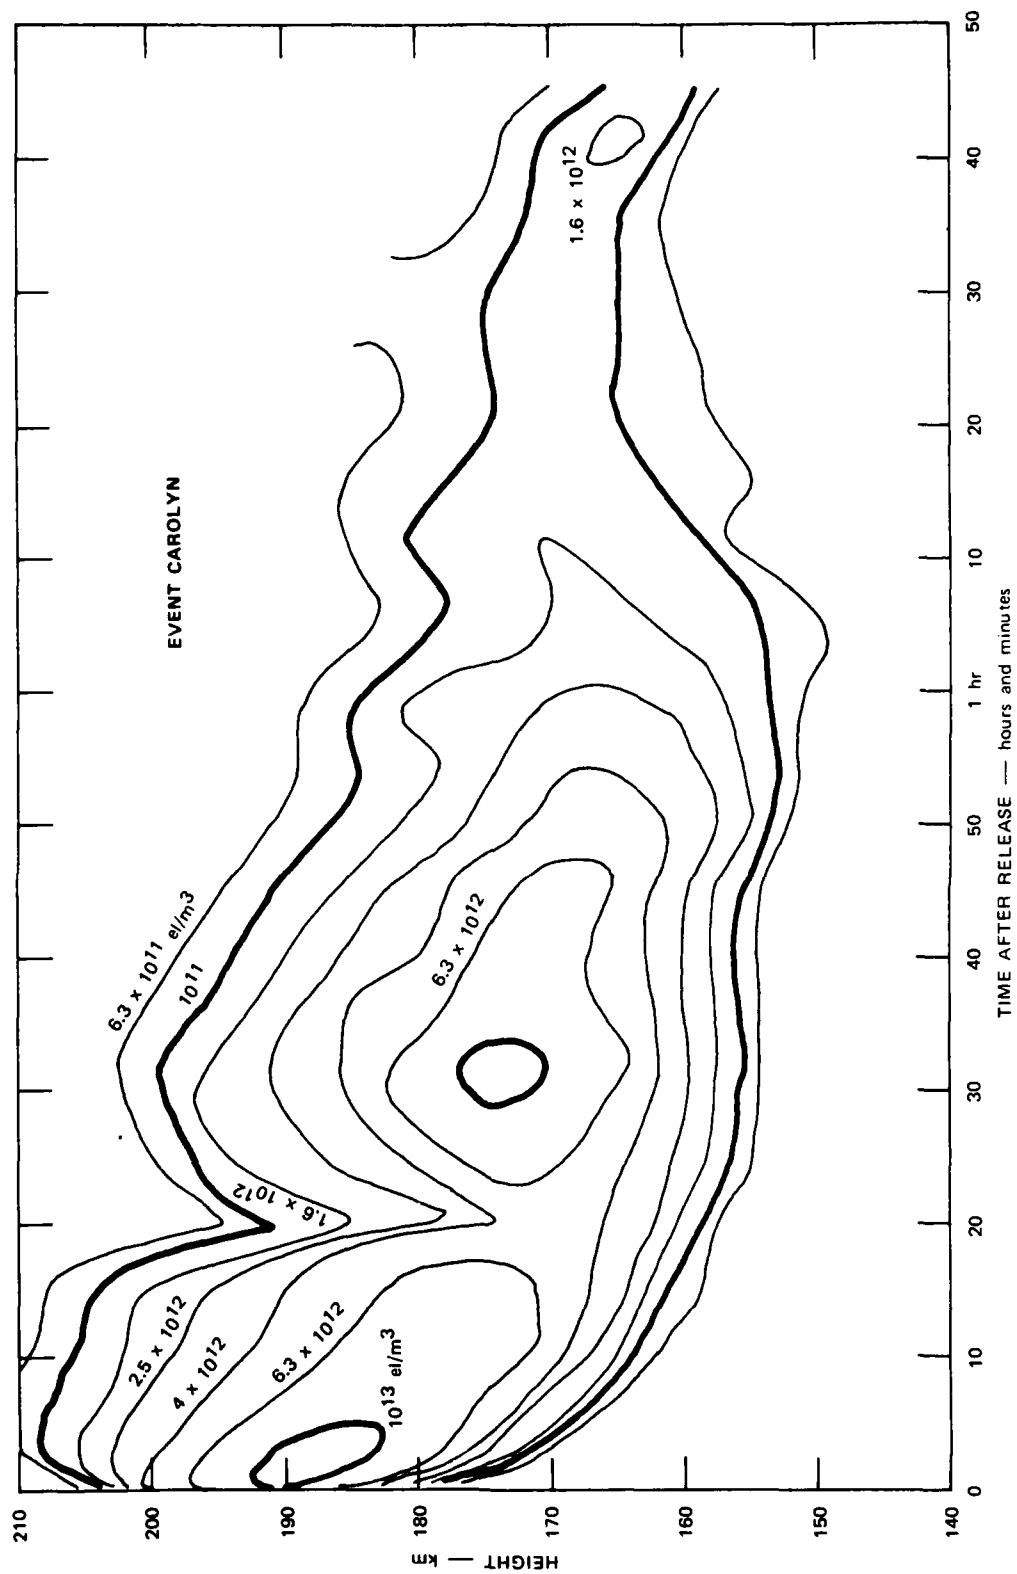 EVENT CAROLYN
6.3 × 10¹¹ el/m³
10¹¹
1.6 × 10¹²
2.5 × 10¹²
4 × 10¹²
6.3 × 10¹²
10¹³ el/m³
6.3 × 10¹²
1.6 × 10¹²
210
200
190
180
170
160
150
140
HEIGHT — km
0
10
20
30
40
50
1 hr
10
20
30
40
50
TIME AFTER RELEASE — hours and minutes